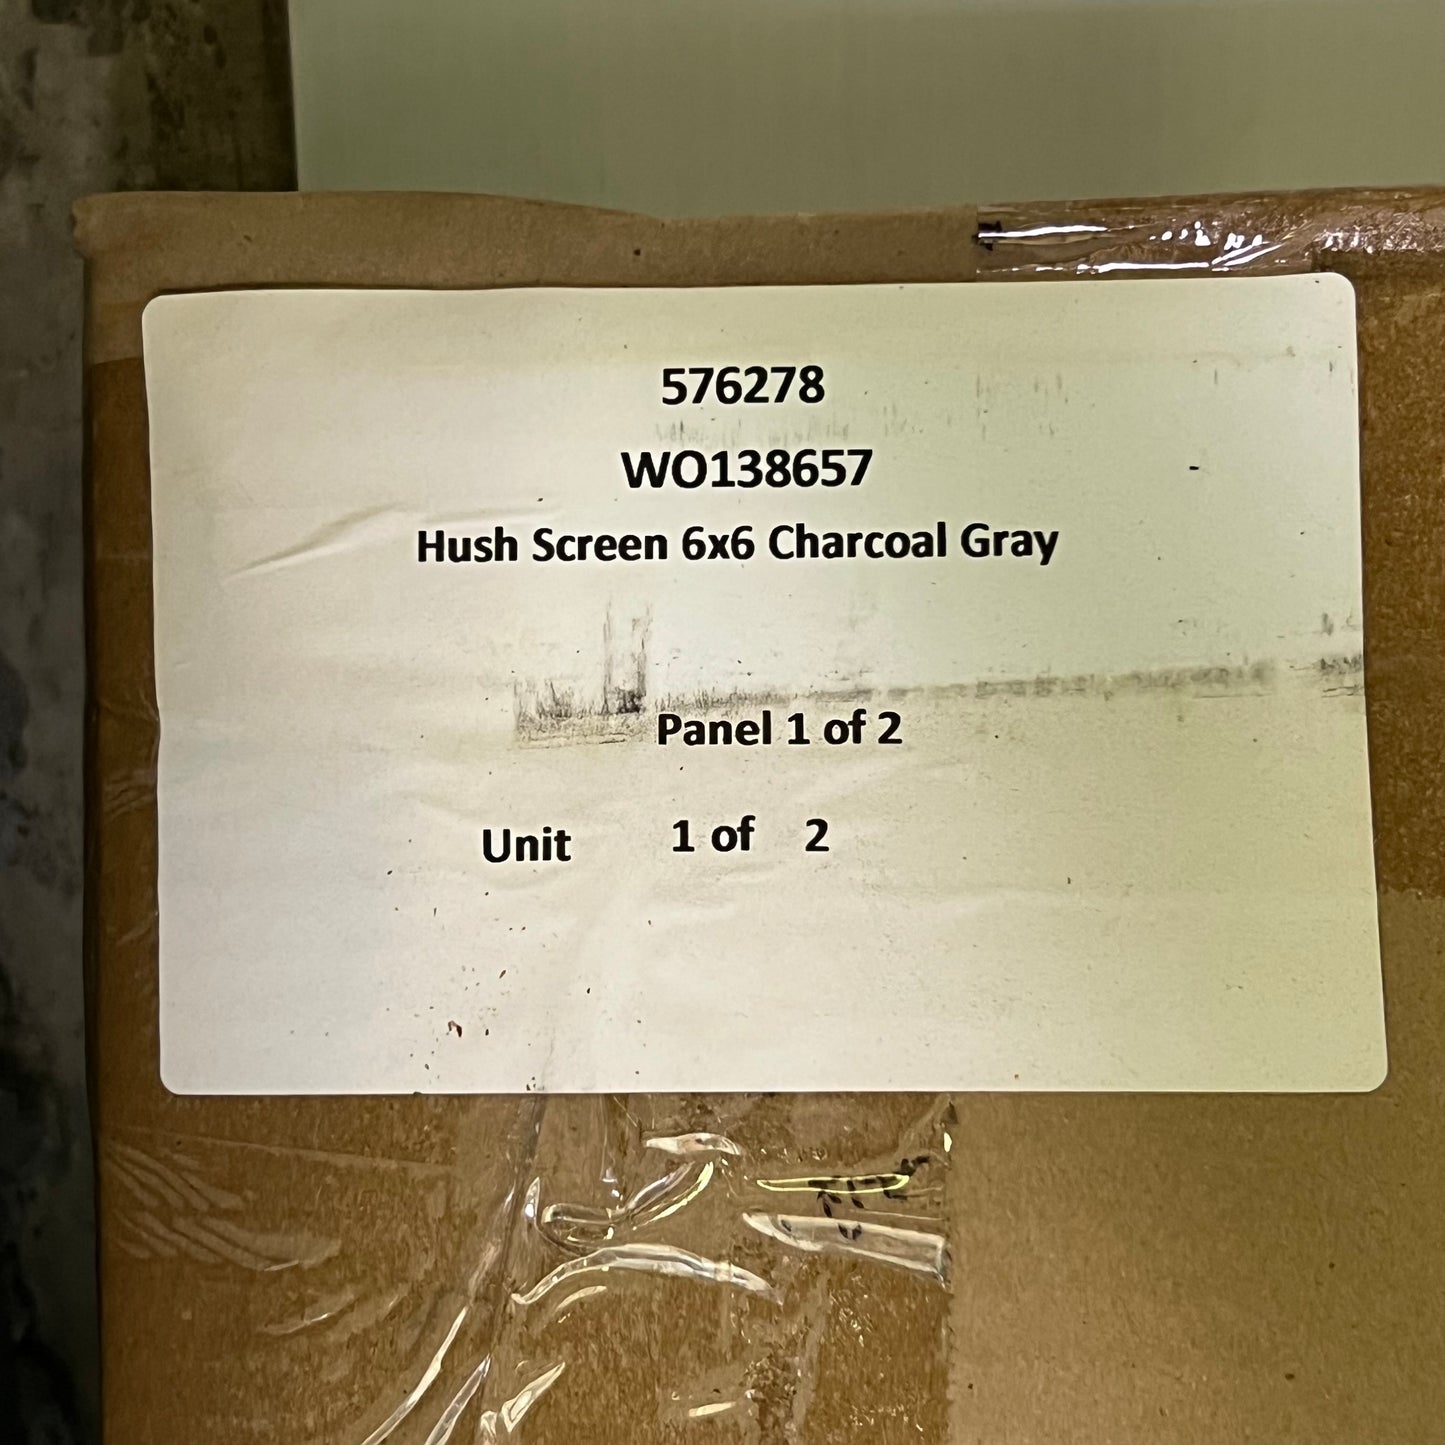 576278
WO138657
Hush Screen 6x6 Charcoal Gray
Panel 1 of 2
Unit 1 of 2